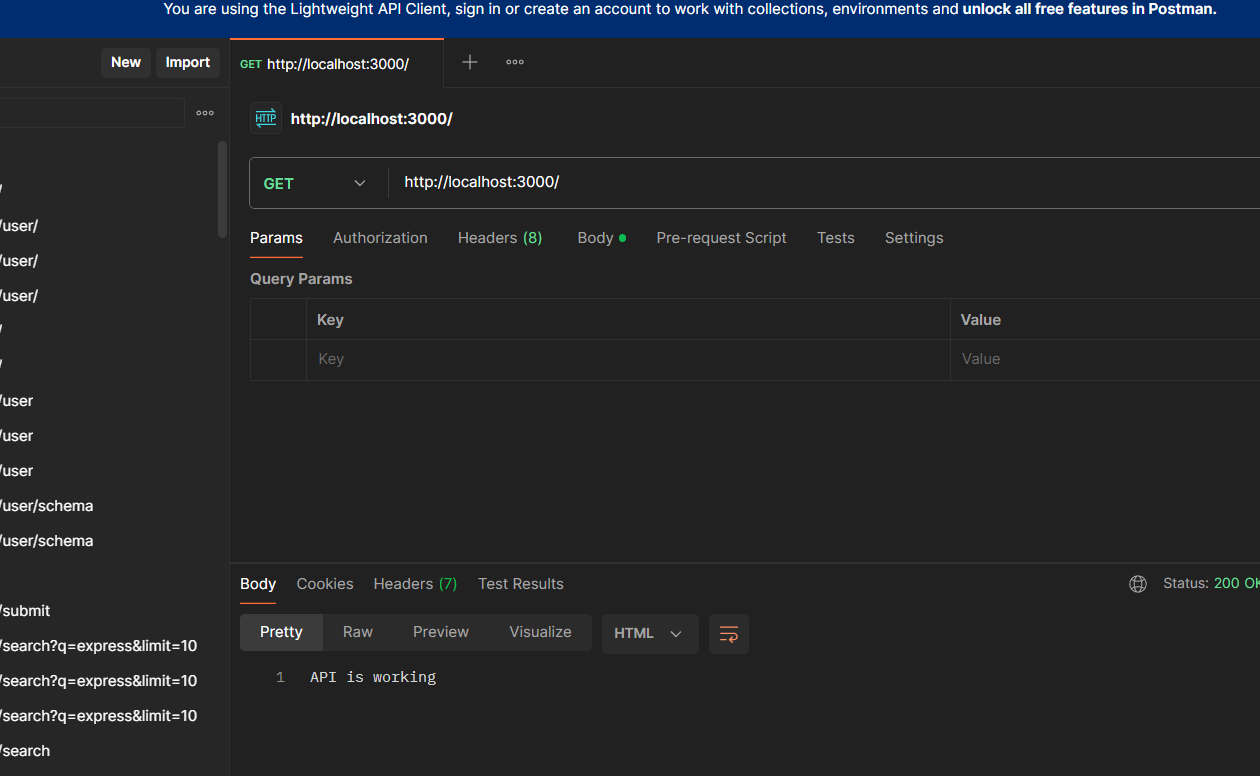 You are using the Lightweight API Client, sign in or create an account to work with collections, environments and unlock all free features in Postman.
New Import
GET http://localhost:3000/
HTTP http://localhost:3000/
GET http://localhost:3000/
Params Authorization Headers (8) Body Pre-request Script Tests Settings
Query Params
Key Value
Key Value
/
/user/
/user/
/user/
/
/
/user
/user
/user
/user/schema
/user/schema
/submit
/search?q=express&limit=10
/search?q=express&limit=10
/search?q=express&limit=10
/search
Body Cookies Headers (7) Test Results Status: 200 OK
Pretty Raw Preview Visualize HTML
1 API is working